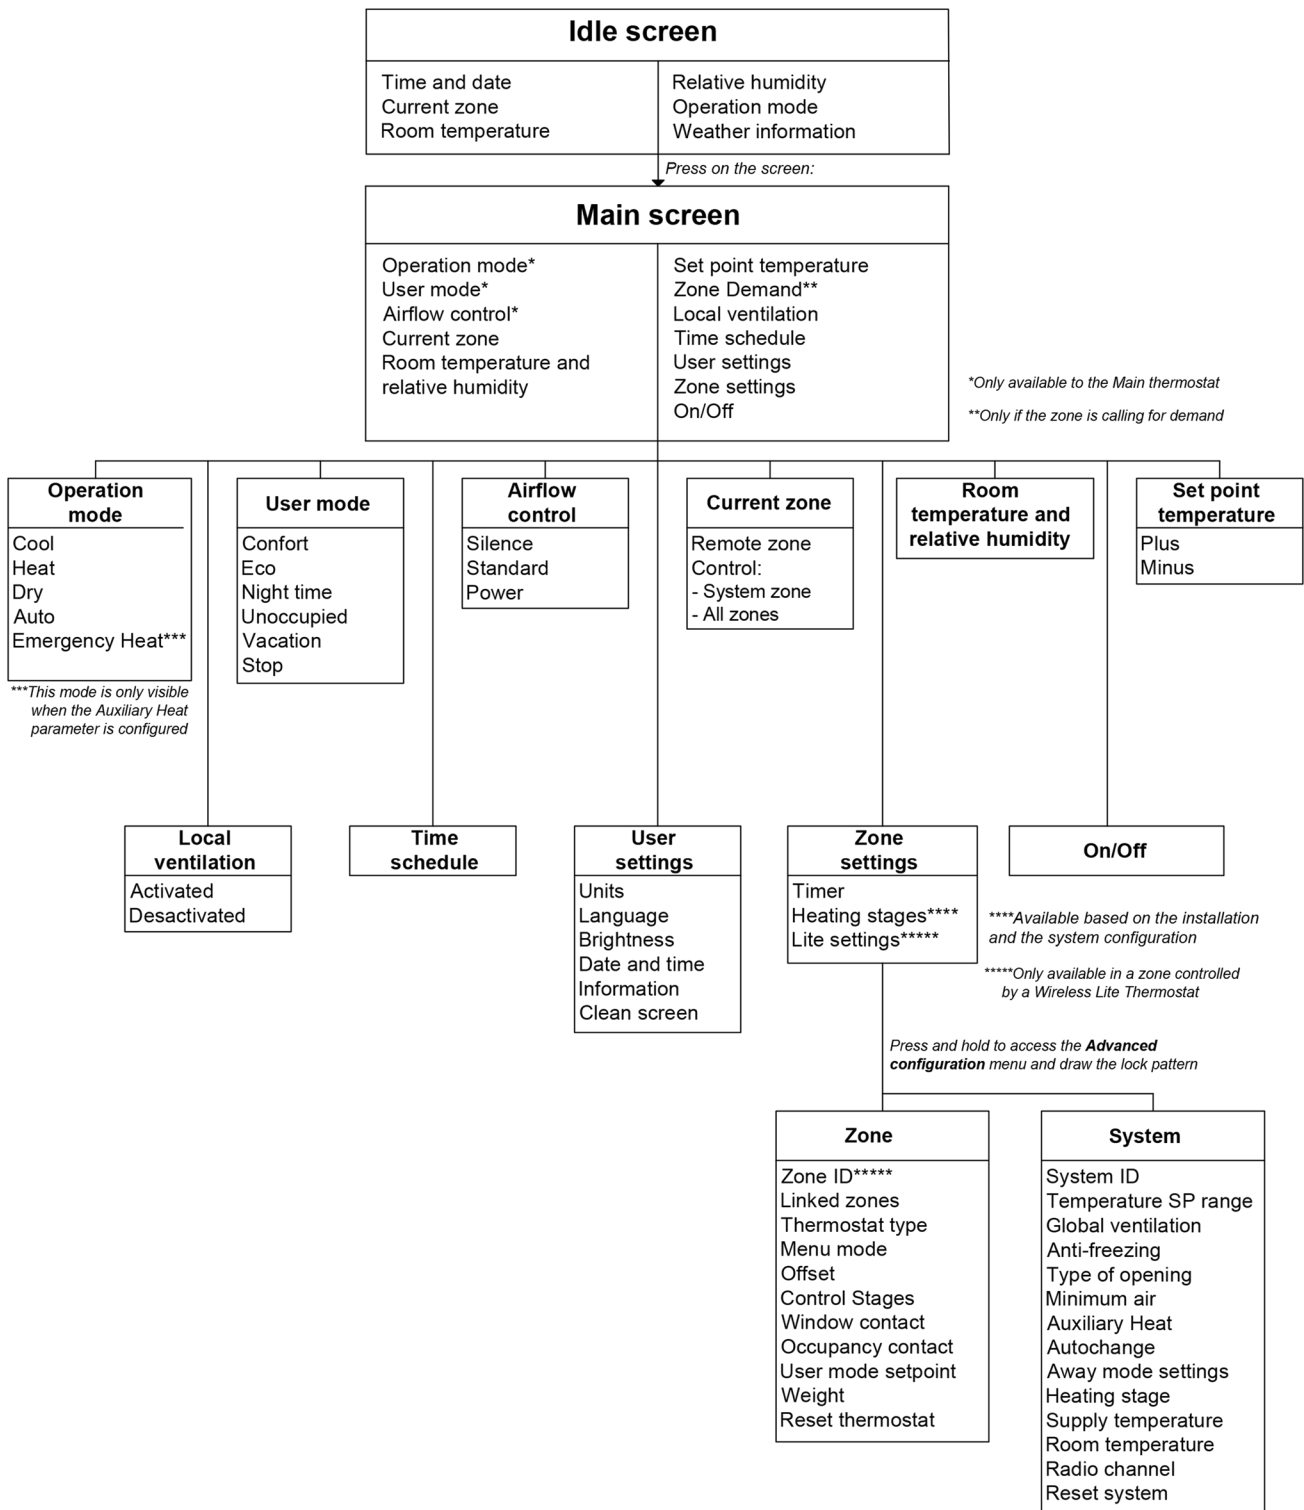 Idle screen
Time and date
Current zone
Room temperature
Relative humidity
Operation mode
Weather information
Press on the screen:
Main screen
Operation mode*
User mode*
Airflow control*
Current zone
Room temperature and
relative humidity
Set point temperature
Zone Demand**
Local ventilation
Time schedule
User settings
Zone settings
On/Off
*Only available to the Main thermostat
**Only if the zone is calling for demand
Operation
mode
Cool
Heat
Dry
Auto
Emergency Heat***
***This mode is only visible
when the Auxiliary Heat
parameter is configured
User mode
Confort
Eco
Night time
Unoccupied
Vacation
Stop
Airflow
control
Silence
Standard
Power
Current zone
Remote zone
Control:
- System zone
- All zones
Room
temperature and
relative humidity
Set point
temperature
Plus
Minus
Local
ventilation
Activated
Desactivated
Time
schedule
User
settings
Units
Language
Brightness
Date and time
Information
Clean screen
Zone
settings
Timer
Heating stages****
Lite settings*****
On/Off
****Available based on the installation
and the system configuration
*****Only available in a zone controlled
by a Wireless Lite Thermostat
Press and hold to access the Advanced
configuration menu and draw the lock pattern
Zone
Zone ID*****
Linked zones
Thermostat type
Menu mode
Offset
Control Stages
Window contact
Occupancy contact
User mode setpoint
Weight
Reset thermostat
System
System ID
Temperature SP range
Global ventilation
Anti-freezing
Type of opening
Minimum air
Auxiliary Heat
Autochange
Away mode settings
Heating stage
Supply temperature
Room temperature
Radio channel
Reset system